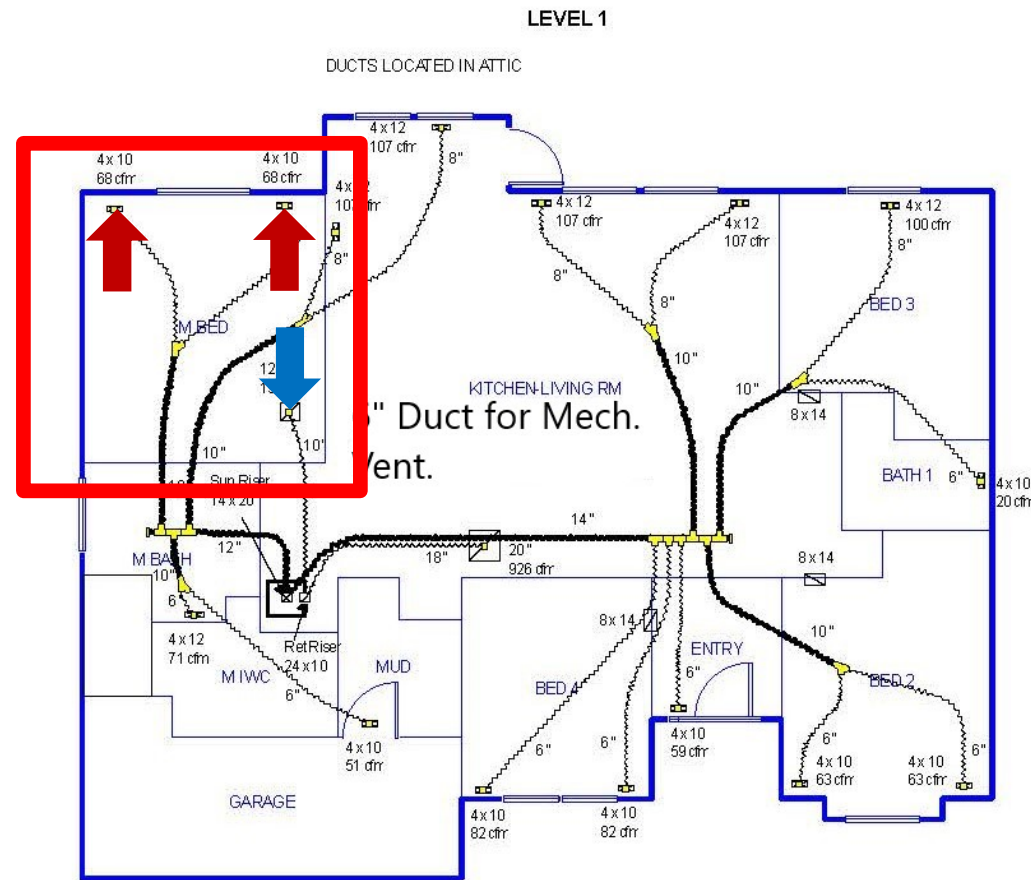 LEVEL 1
DUCTS LOCATED IN ATTIC
4 x 12
107 cfm
8"
4 x 10
68 cfm
4 x 10
68 cfm
8"
4 x 12
107 cfm
8"
4 x 12
107 cfm
8"
4 x 12
100 cfm
8"
M BED
BED 3
10"
10"
KITCHEN-LIVING RM
8 x 14
6" Duct for Mech.
Vent.
10"
10"
BATH 1
6"
4 x 10
20 cfm
Sun Riser
14 x 20
14"
12"
18"
20"
926 cfm
M BASH
10"
6"
8 x 14
4 x 12
71 cfm
8 x 14
Ret Riser
24 x 10
M IWC
MUD
ENTRY
10"
6"
BED 4
BED 2
6"
4 x 10
51 cfm
4 x 10
59 cfm
6"
6"
6"
6"
4 x 10
63 cfm
4 x 10
63 cfm
GARAGE
4 x 10
82 cfm
4 x 10
82 cfm